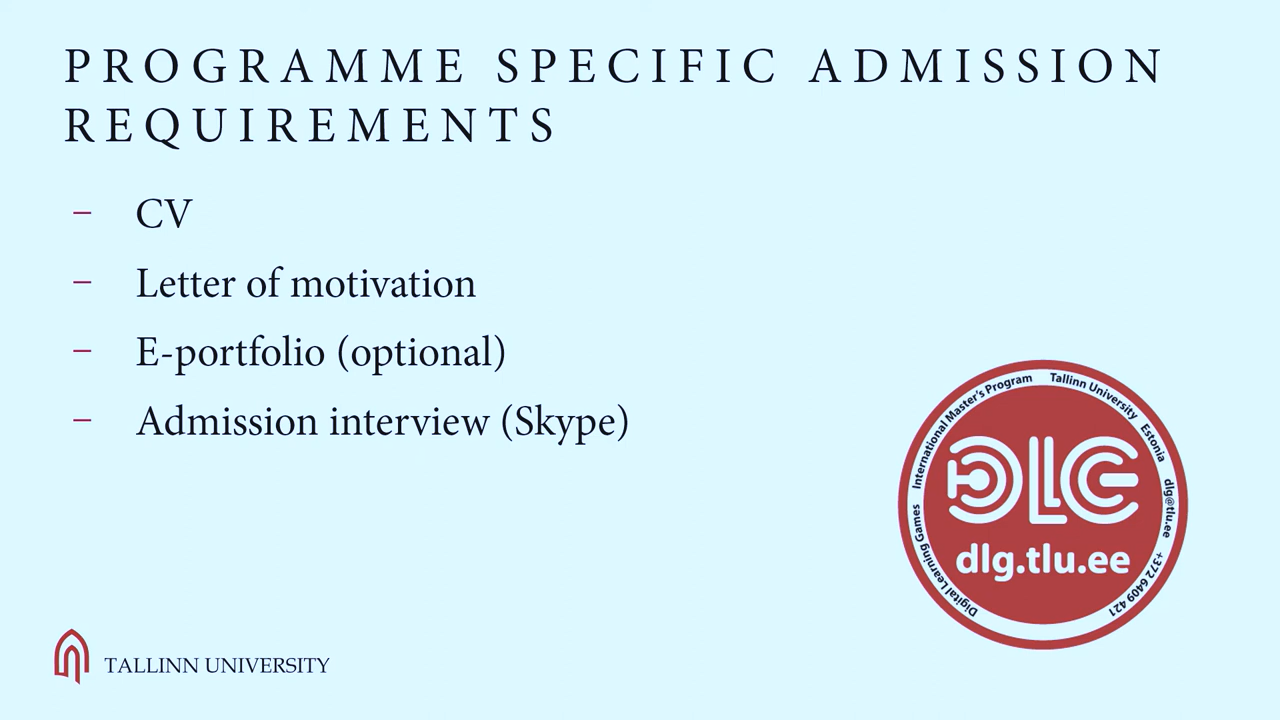 PROGRAMME SPECIFIC ADMISSION
REQUIREMENTS
– CV
– Letter of motivation
– E-portfolio (optional)
– Admission interview (Skype)
Digital Learning Games International Master's Program Tallinn University Estonia dlg@tlu.ee +372 6409 421
DLG
dlg.tlu.ee
TALLINN UNIVERSITY